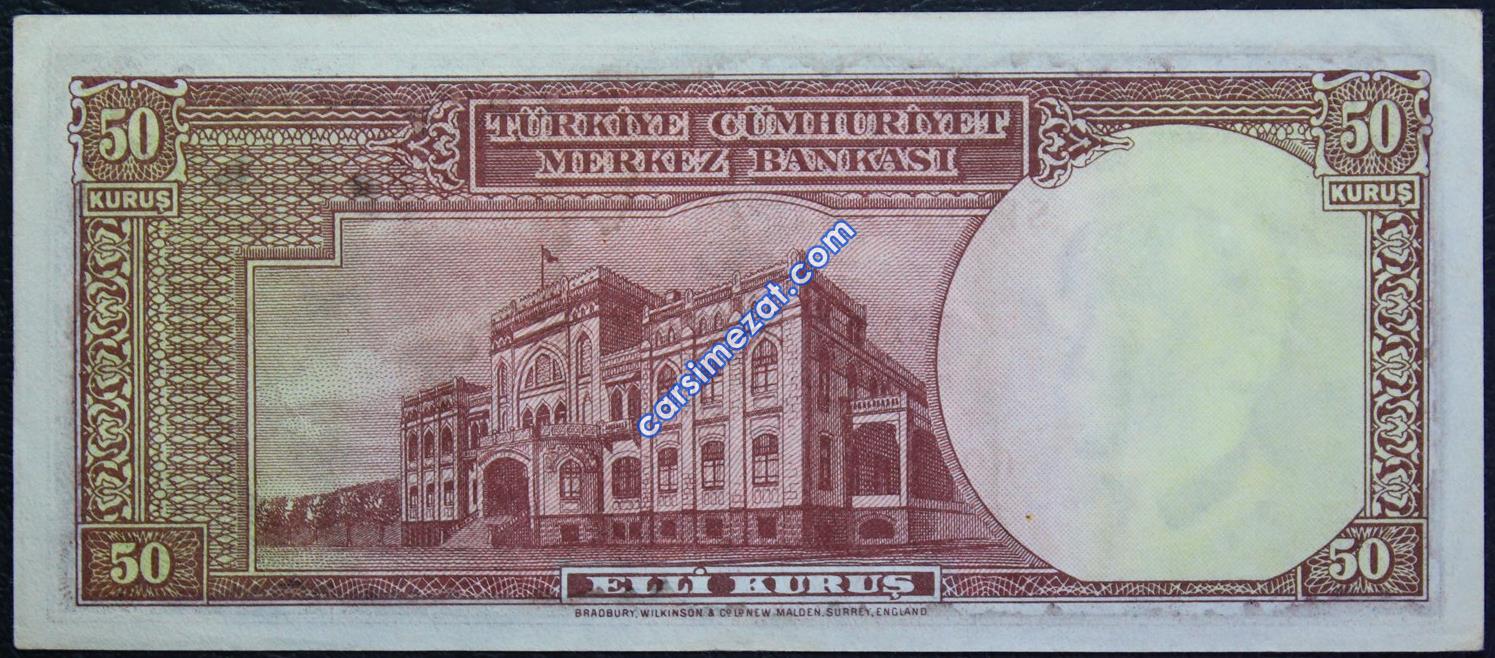 50
50
TÜRKİYE CÜMHURİYET
MERKEZ BANKASI
KURUŞ
KURUŞ
carsimezat.com
50
50
ELLİ KURUŞ
BRADBURY, WILKINSON & Cº Lᴰ NEW MALDEN, SURREY, ENGLAND